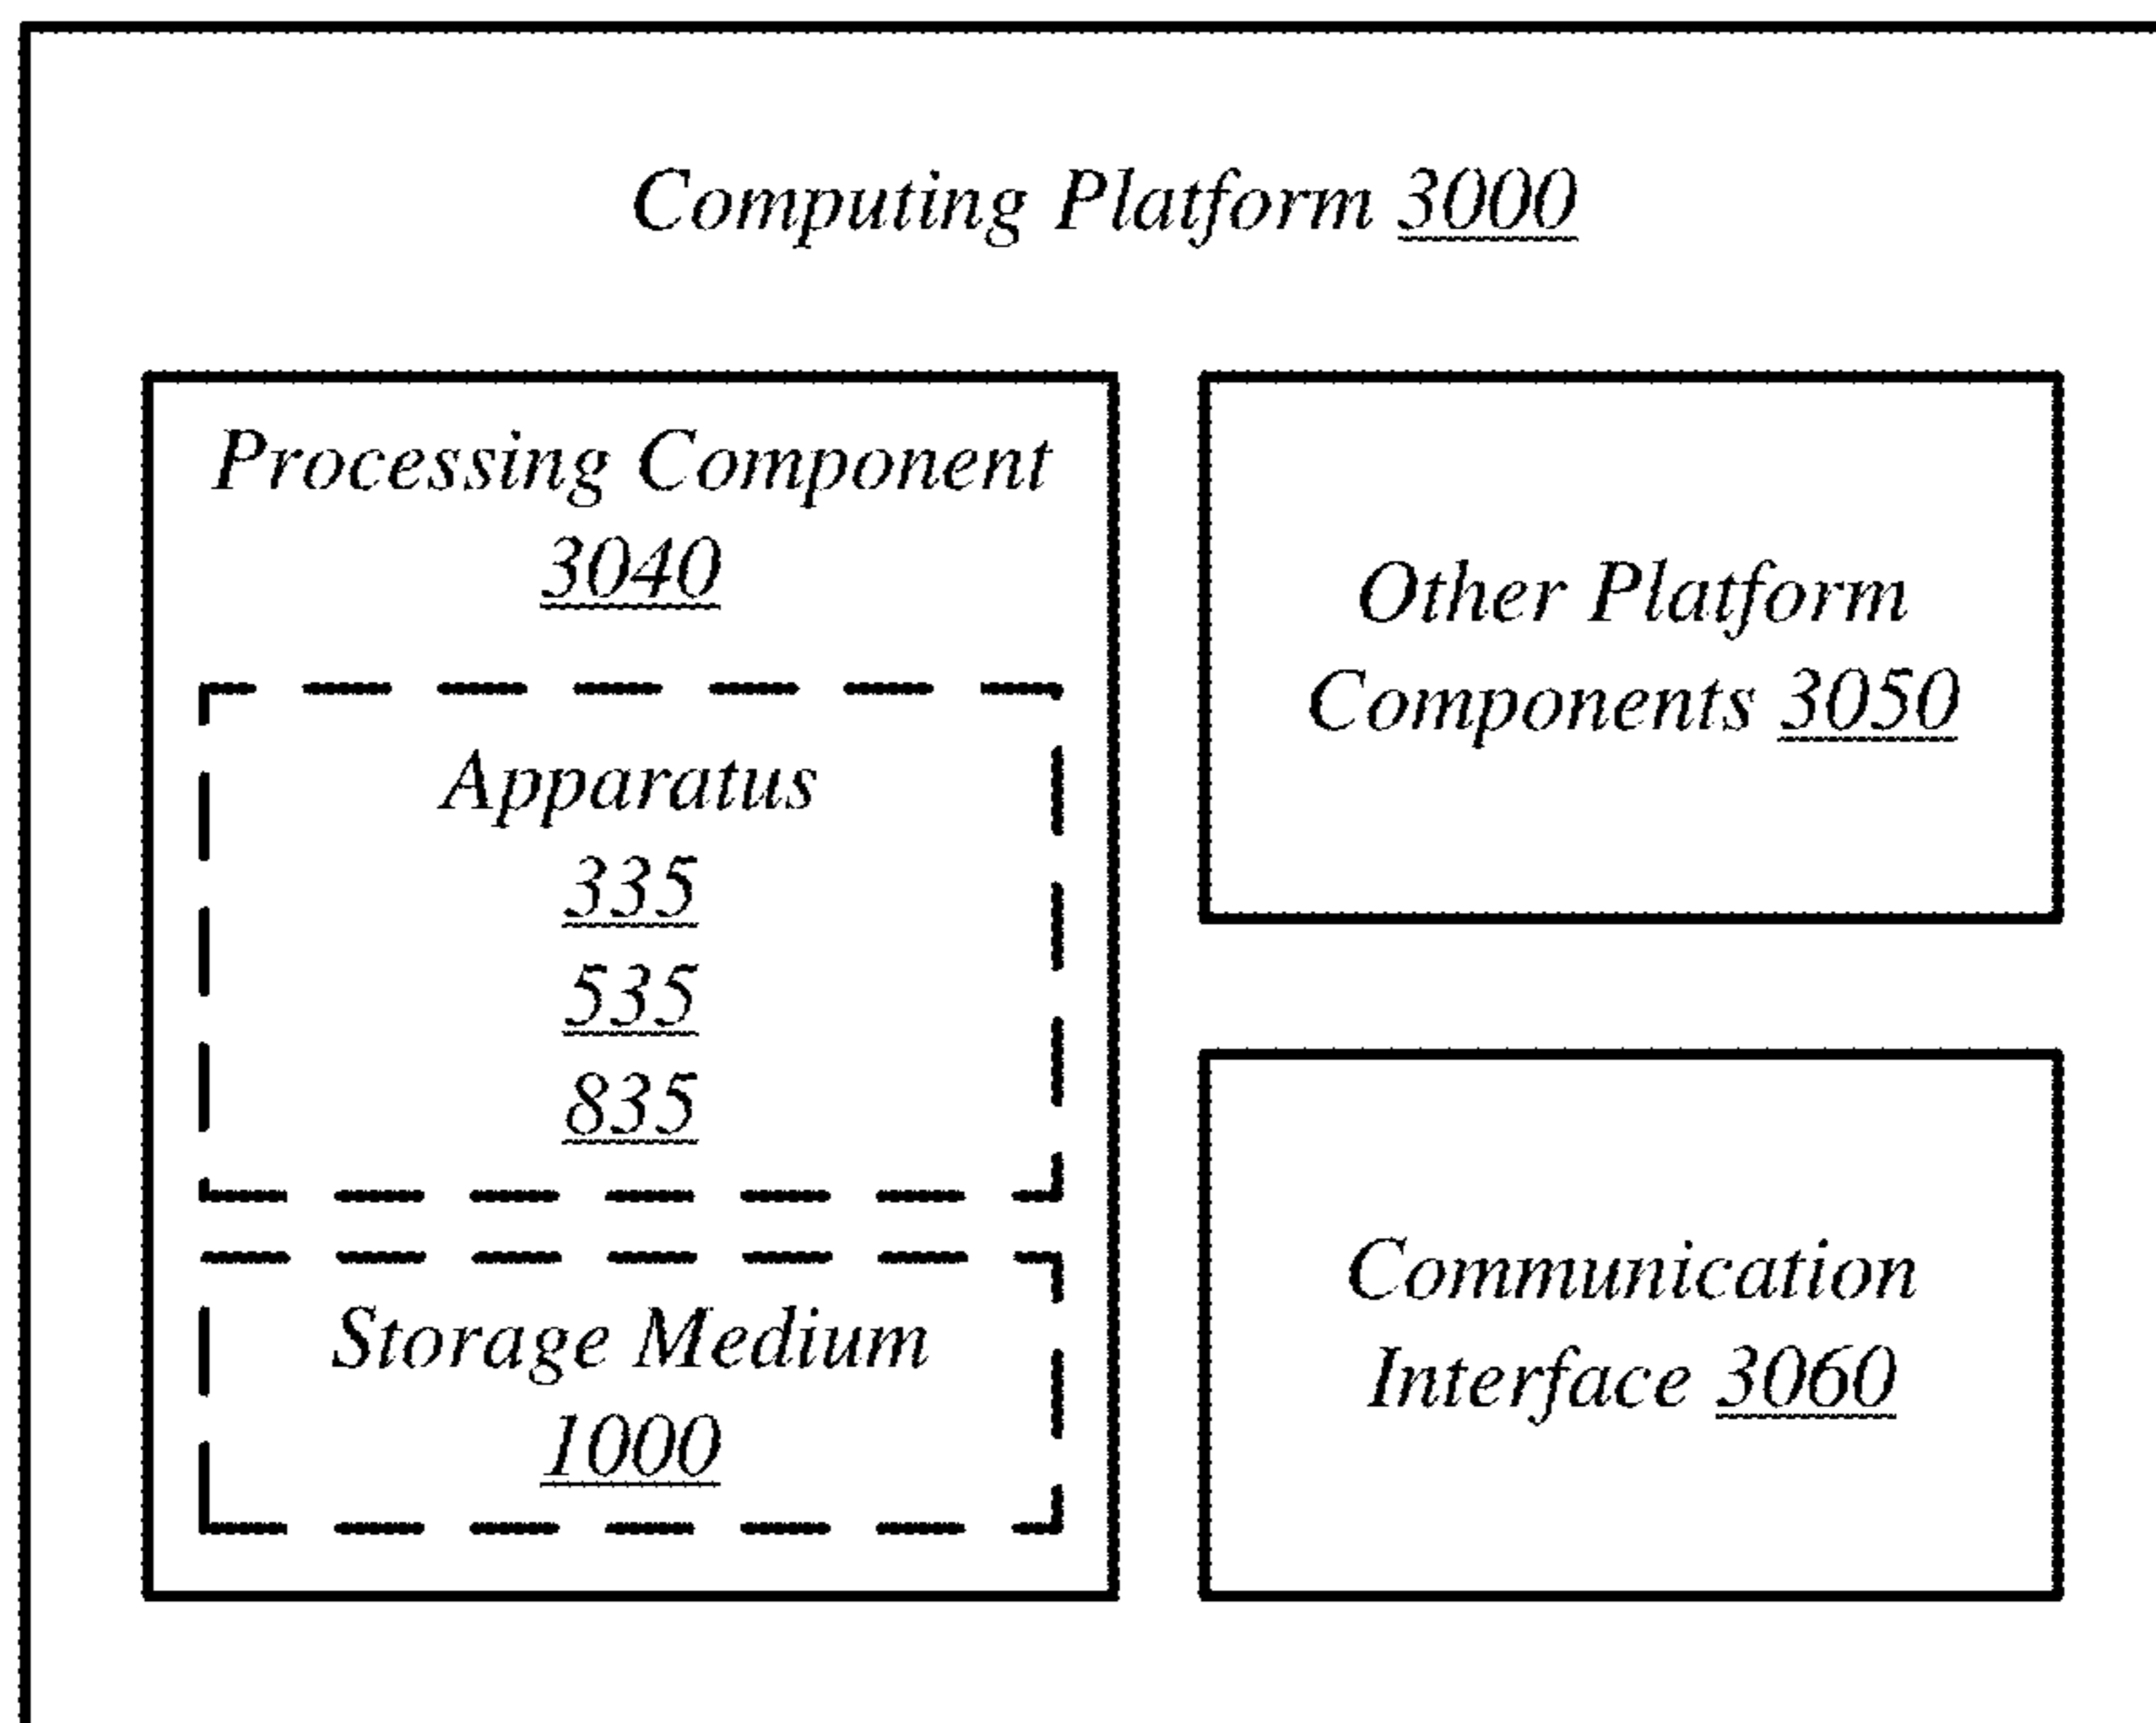 Computing Platform 3000
Processing Component
3040
Apparatus
335
535
835
Storage Medium
1000
Other Platform
Components 3050
Communication
Interface 3060